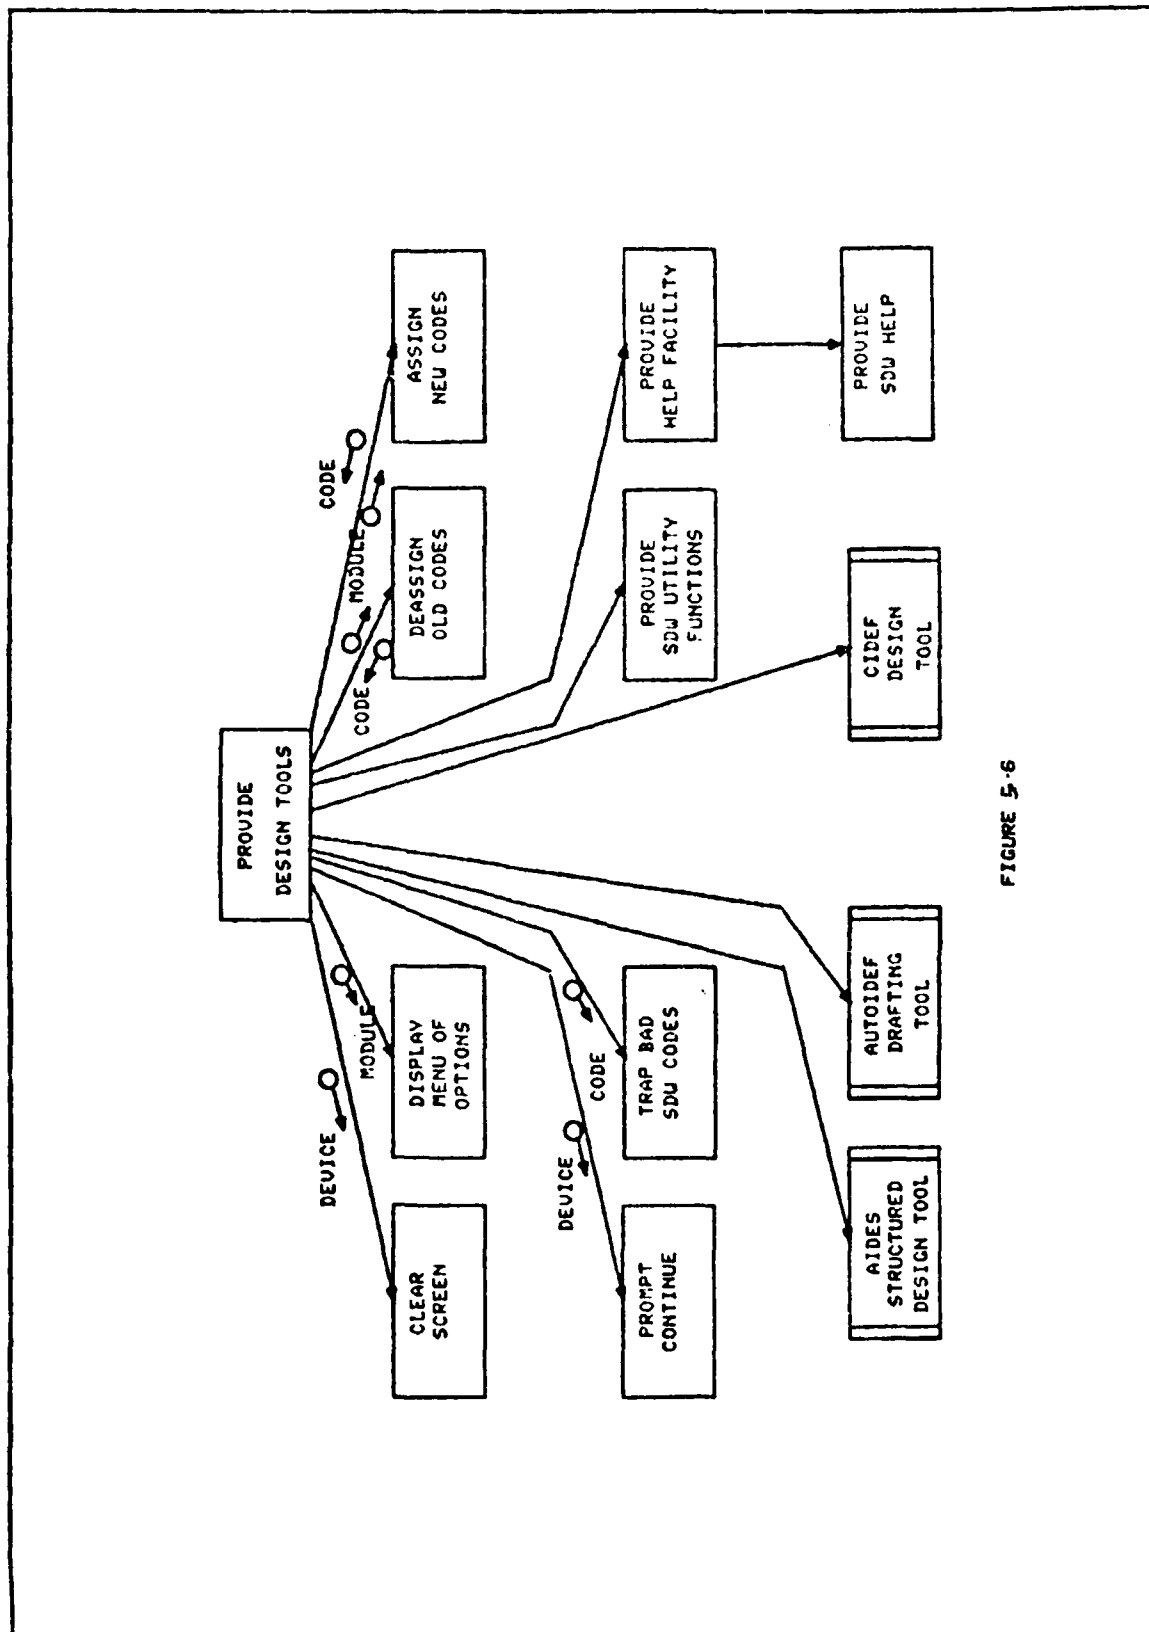 PROVIDE
DESIGN TOOLS
DEVICE
MODULE
CODE
MODULE
CODE
CLEAR
SCREEN
DISPLAY
MENU OF
OPTIONS
DEASSIGN
OLD CODES
ASSIGN
NEW CODES
DEVICE
CODE
PROMPT
CONTINUE
TRAP BAD
SDW CODES
PROVIDE
SDW UTILITY
FUNCTIONS
PROVIDE
HELP FACILITY
AIDES
STRUCTURED
DESIGN TOOL
AUTOIDEF
DRAFTING
TOOL
CIDEF
DESIGN
TOOL
PROVIDE
SDW HELP
FIGURE 5-6